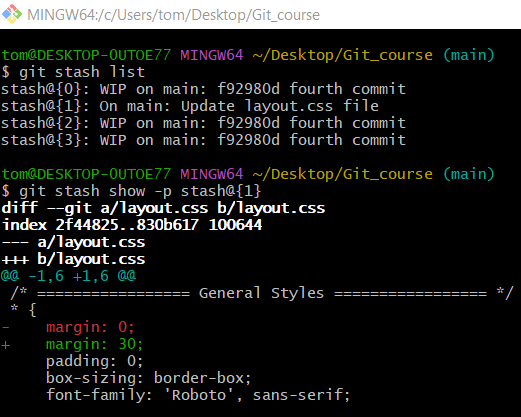 MINGW64:/c/Users/tom/Desktop/Git_course
tom@DESKTOP-OUTOE77 MINGW64 ~/Desktop/Git_course (main)
$ git stash list
stash@{0}: WIP on main: f92980d fourth commit
stash@{1}: On main: Update layout.css file
stash@{2}: WIP on main: f92980d fourth commit
stash@{3}: WIP on main: f92980d fourth commit
tom@DESKTOP-OUTOE77 MINGW64 ~/Desktop/Git_course (main)
$ git stash show -p stash@{1}
diff --git a/layout.css b/layout.css
index 2f44825..830b617 100644
--- a/layout.css
+++ b/layout.css
@@ -1,6 +1,6 @@
 /* ================= General Styles ================= */
 * {
-    margin: 0;
+    margin: 30;
     padding: 0;
     box-sizing: border-box;
     font-family: 'Roboto', sans-serif;